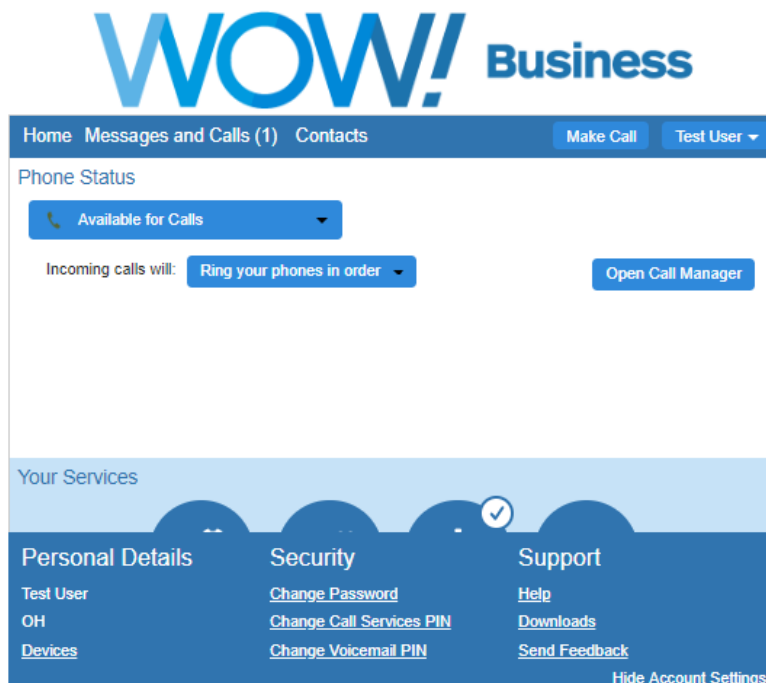 WOW! Business
Home Messages and Calls (1) Contacts Make Call Test User
Phone Status
Available for Calls
Incoming calls will: Ring your phones in order Open Call Manager
Your Services
Personal Details Security Support
Test User Change Password Help
OH Change Call Services PIN Downloads
Devices Change Voicemail PIN Send Feedback
Hide Account Settings